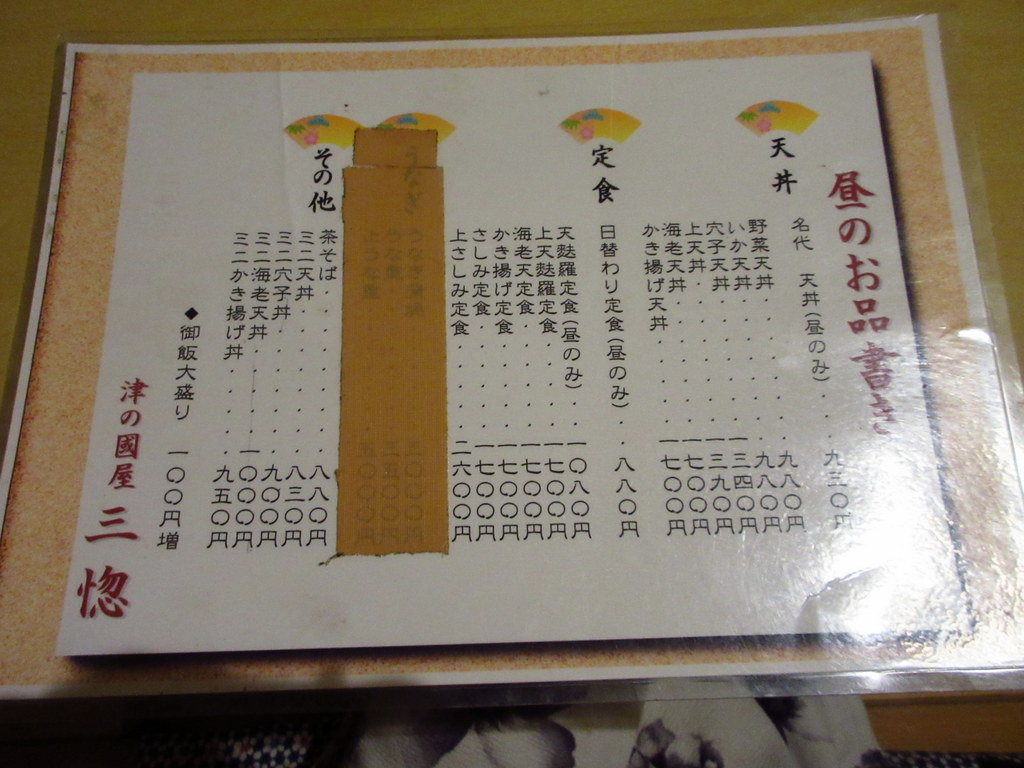 昼のお品書き
天丼
名代 天丼(昼のみ) 九三〇円
野菜天丼・・・・・九八〇円
いか天丼・・・・・九八〇円
穴子天丼・・・・一三四〇円
上天丼・・・・・一三九〇円
海老天丼・・・・一七〇〇円
かき揚げ天丼・・・一七〇〇円
定食
日替わり定食(昼のみ)・・八八〇円
天麩羅定食(昼のみ)・一〇八〇円
上天麩羅定食・・・一七〇〇円
海老天定食・・・・一七〇〇円
かき揚げ定食・・・一七〇〇円
さしみ定食・・・・一七〇〇円
上さしみ定食・・・二六〇〇円
うなぎ
その他
茶そば・・・・・・八八〇円
ミニ天丼・・・・・八三〇円
ミニ穴子丼・・・・九〇〇円
ミニ海老天丼・・・一〇〇〇円
ミニかき揚げ丼・・・九五〇円
◆御飯大盛り 一〇〇円増
津の國屋 三惚